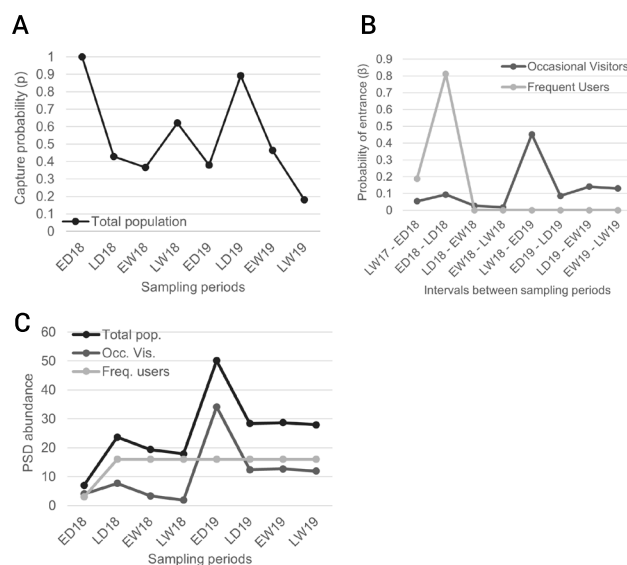 A
Capture probability (p)
1
0.9
0.8
0.7
0.6
0.5
0.4
0.3
0.2
0.1
0
Total population
ED18
LD18
EW18
LW18
ED19
LD19
EW19
LW19
Sampling periods
B
Probability of entrance (β)
0.9
0.8
0.7
0.6
0.5
0.4
0.3
0.2
0.1
0
Occasional Visitors
Frequent Users
LW17 - ED18
ED18 - LD18
LD18 - EW18
EW18 - LW18
LW18 - ED19
ED19 - LD19
LD19 - EW19
EW19 - LW19
Intervals between sampling periods
C
PSD abundance
60
50
40
30
20
10
0
Total pop.
Occ. Vis.
Freq. users
ED18
LD18
EW18
LW18
ED19
LD19
EW19
LW19
Sampling periods